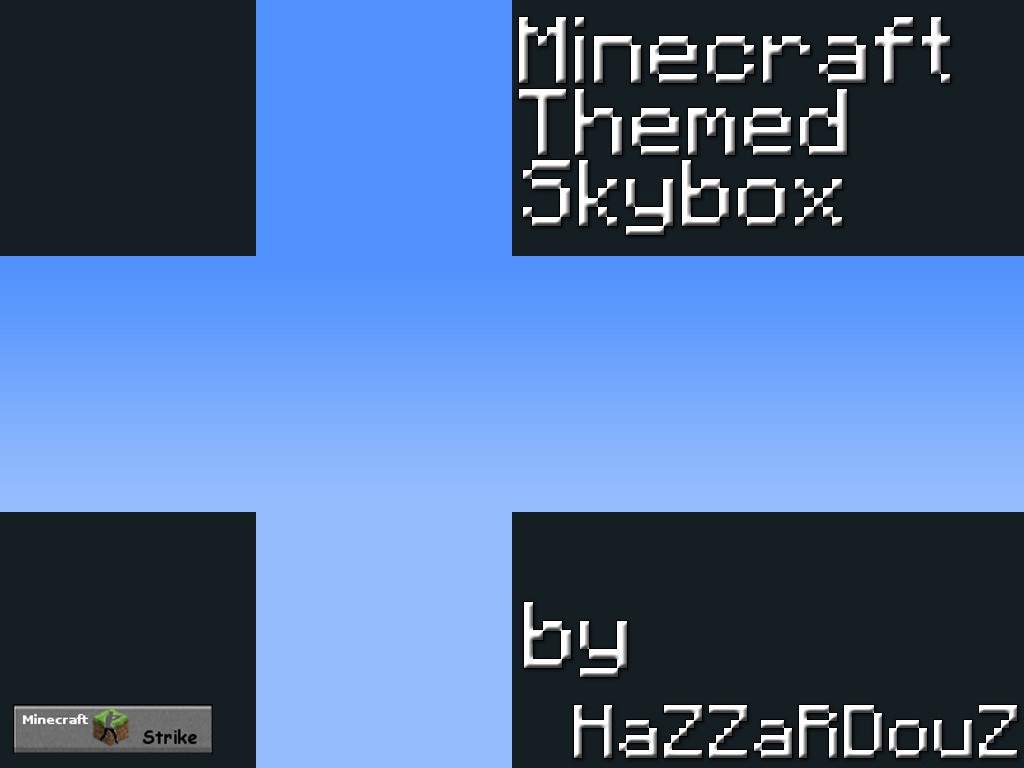 Minecraft
Themed
Skybox
by
HaZZaRDouZ
Minecraft
Strike